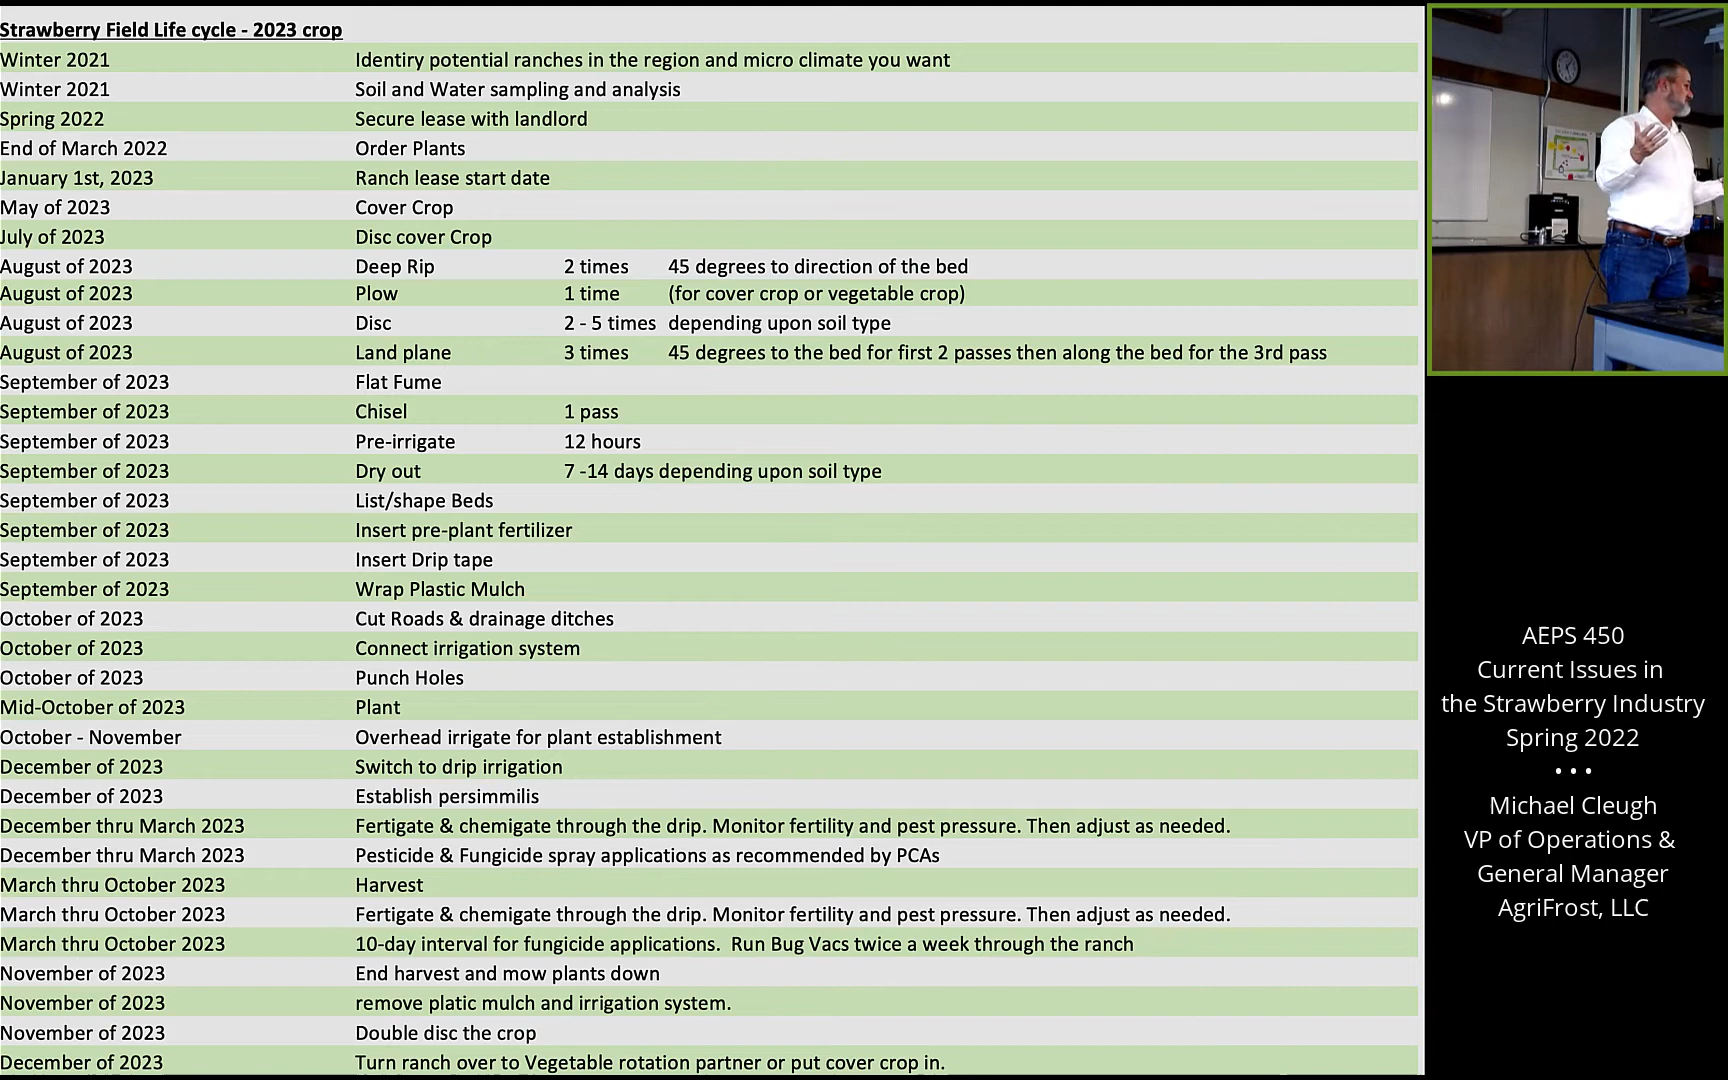 Strawberry Field Life cycle - 2023 crop
Winter 2021 Identiry potential ranches in the region and micro climate you want
Winter 2021 Soil and Water sampling and analysis
Spring 2022 Secure lease with landlord
End of March 2022 Order Plants
January 1st, 2023 Ranch lease start date
May of 2023 Cover Crop
July of 2023 Disc cover Crop
August of 2023 Deep Rip 2 times 45 degrees to direction of the bed
August of 2023 Plow 1 time (for cover crop or vegetable crop)
August of 2023 Disc 2 - 5 times depending upon soil type
August of 2023 Land plane 3 times 45 degrees to the bed for first 2 passes then along the bed for the 3rd pass
September of 2023 Flat Fume
September of 2023 Chisel 1 pass
September of 2023 Pre-irrigate 12 hours
September of 2023 Dry out 7 -14 days depending upon soil type
September of 2023 List/shape Beds
September of 2023 Insert pre-plant fertilizer
September of 2023 Insert Drip tape
September of 2023 Wrap Plastic Mulch
October of 2023 Cut Roads & drainage ditches
October of 2023 Connect irrigation system
October of 2023 Punch Holes
Mid-October of 2023 Plant
October - November Overhead irrigate for plant establishment
December of 2023 Switch to drip irrigation
December of 2023 Establish persimmilis
December thru March 2023 Fertigate & chemigate through the drip. Monitor fertility and pest pressure. Then adjust as needed.
December thru March 2023 Pesticide & Fungicide spray applications as recommended by PCAs
March thru October 2023 Harvest
March thru October 2023 Fertigate & chemigate through the drip. Monitor fertility and pest pressure. Then adjust as needed.
March thru October 2023 10-day interval for fungicide applications. Run Bug Vacs twice a week through the ranch
November of 2023 End harvest and mow plants down
November of 2023 remove platic mulch and irrigation system.
November of 2023 Double disc the crop
December of 2023 Turn ranch over to Vegetable rotation partner or put cover crop in.
AEPS 450
Current Issues in
the Strawberry Industry
Spring 2022
• • •
Michael Cleugh
VP of Operations &
General Manager
AgriFrost, LLC